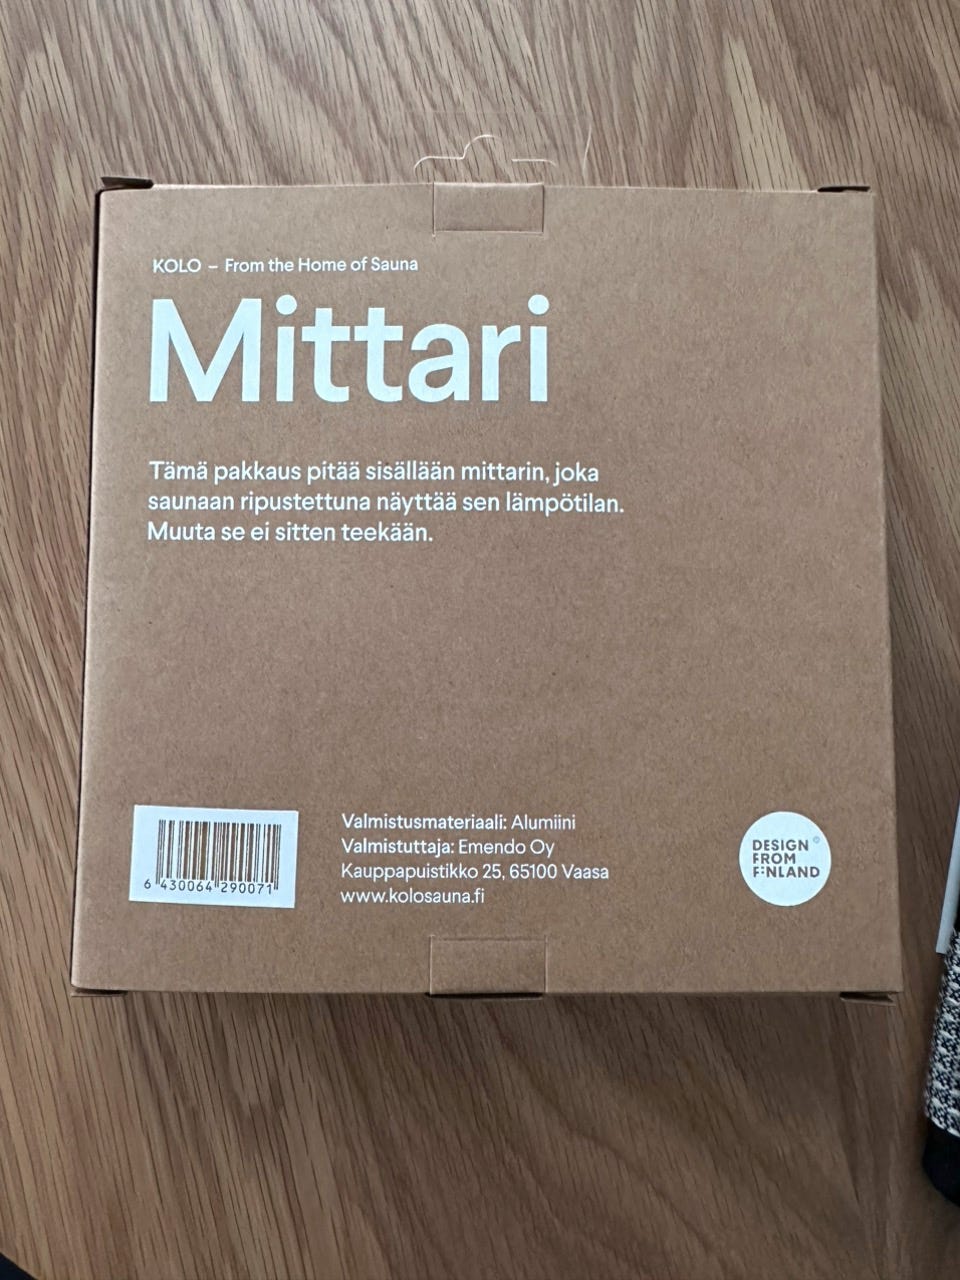 KOLO – From the Home of Sauna
Mittari
Tämä pakkaus pitää sisällään mittarin, joka
saunaan ripustettuna näyttää sen lämpötilan.
Muuta se ei sitten teekään.
6 430064 290071
Valmistusmateriaali: Alumiini
Valmistuttaja: Emendo Oy
Kauppapuistikko 25, 65100 Vaasa
www.kolosauna.fi
DESIGN
FROM
FINLAND